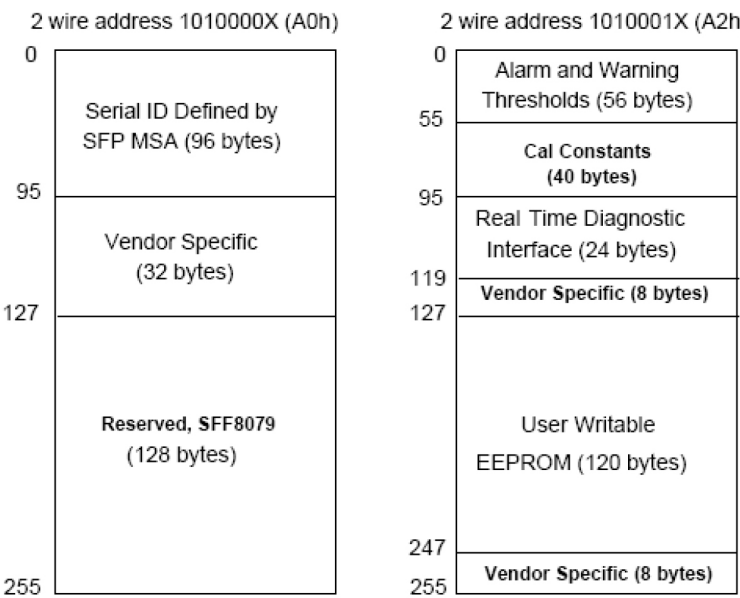 2 wire address 1010000X (A0h)
0
Serial ID Defined by
SFP MSA (96 bytes)
95
Vendor Specific
(32 bytes)
127
Reserved, SFF8079
(128 bytes)
255
2 wire address 1010001X (A2h
0
Alarm and Warning
Thresholds (56 bytes)
55
Cal Constants
(40 bytes)
95
Real Time Diagnostic
Interface (24 bytes)
119
Vendor Specific (8 bytes)
127
User Writable
EEPROM (120 bytes)
247
Vendor Specific (8 bytes)
255